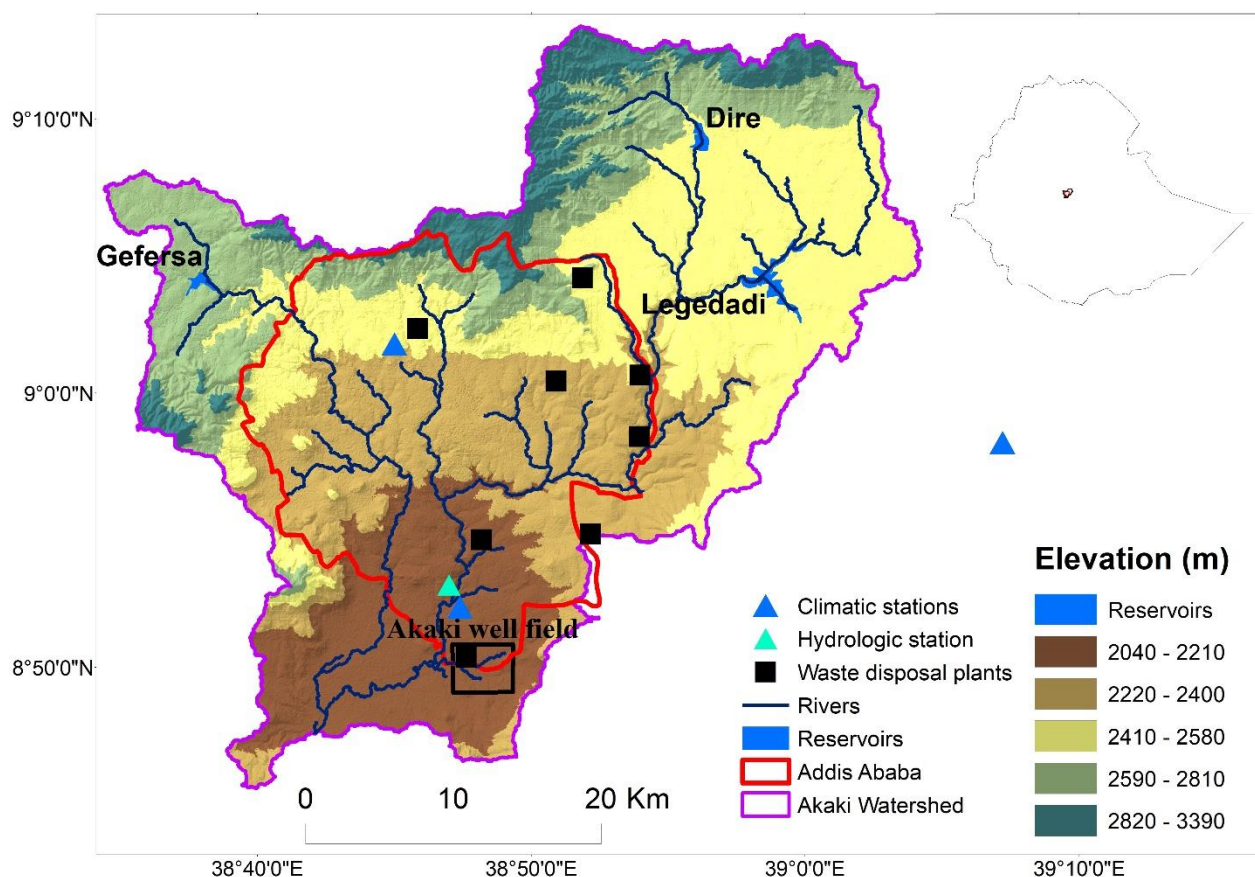 9°10'0"N
9°0'0"N
8°50'0"N
Dire
Gefersa
Legedadi
Akaki well field
0 10 20 Km
Climatic stations
Hydrologic station
Waste disposal plants
Rivers
Reservoirs
Addis Ababa
Akaki Watershed
Elevation (m)
Reservoirs
2040 - 2210
2220 - 2400
2410 - 2580
2590 - 2810
2820 - 3390
38°40'0"E 38°50'0"E 39°0'0"E 39°10'0"E